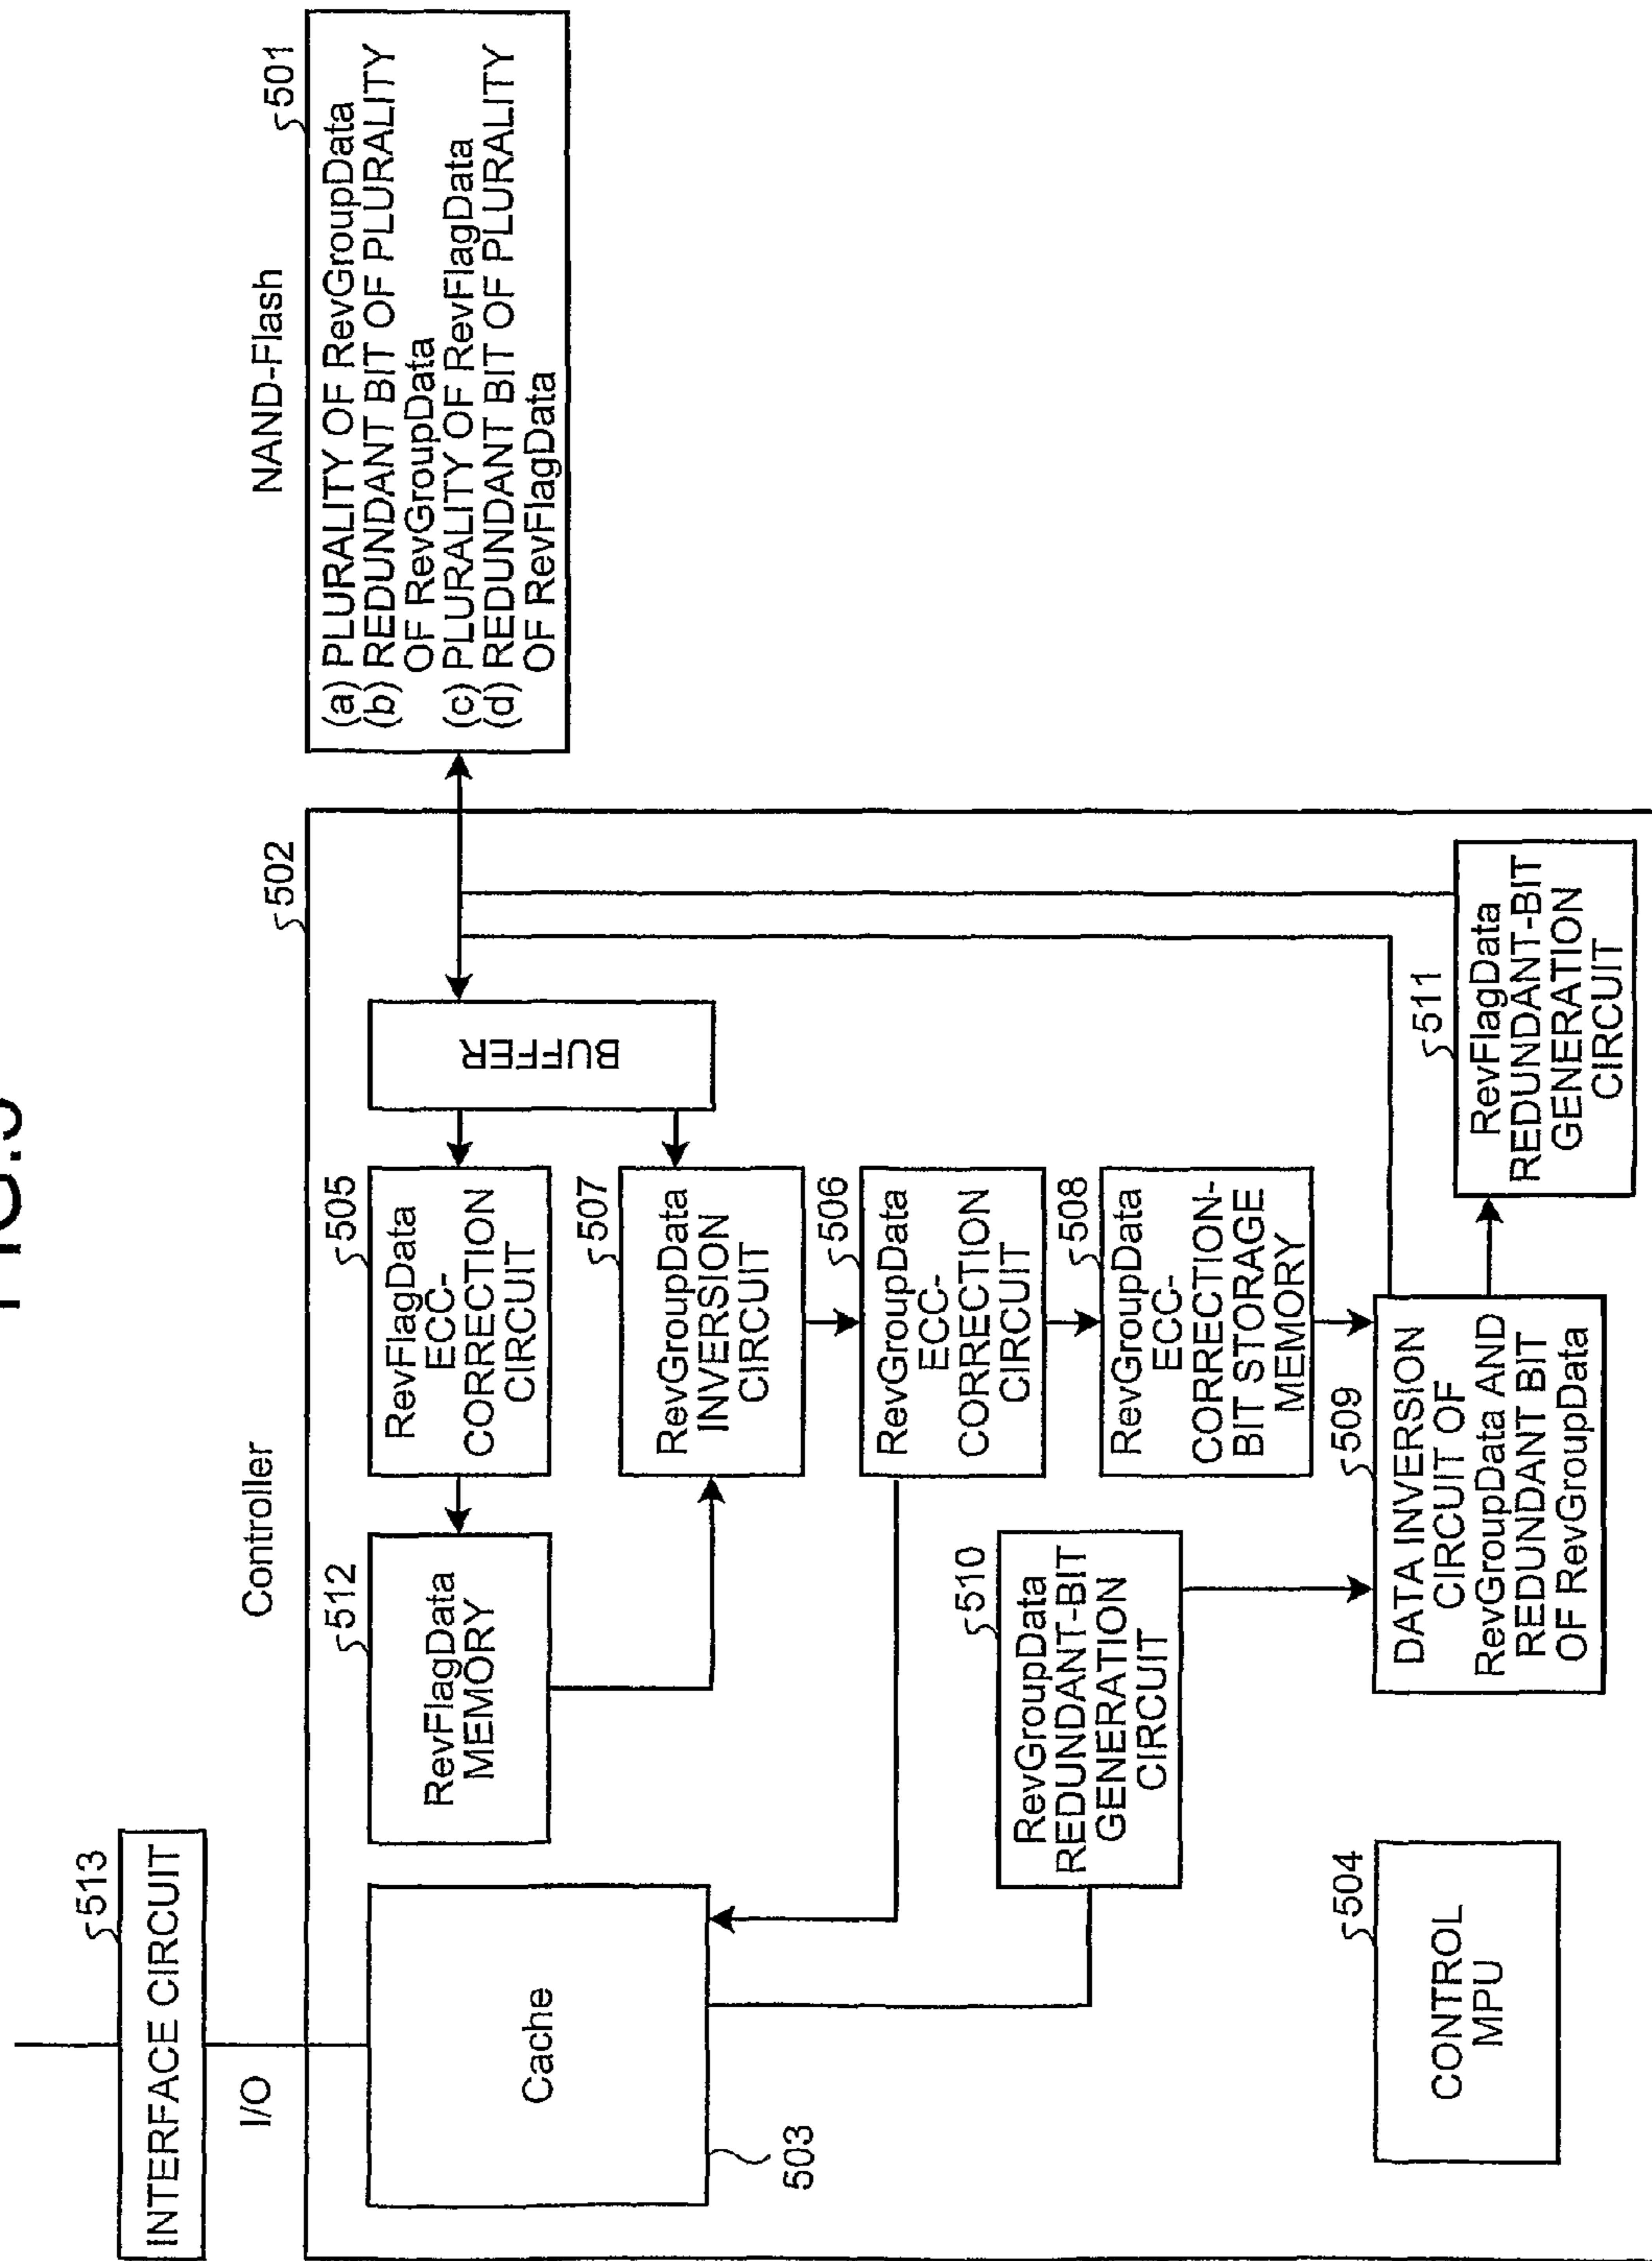 FIG.5
NAND-Flash
501
(a) PLURALITY OF RevGroupData
(b) REDUNDANT BIT OF PLURALITY
OF RevGroupData
(c) PLURALITY OF RevFlagData
(d) REDUNDANT BIT OF PLURALITY
OF RevFlagData
Controller
502
513
INTERFACE CIRCUIT
I/O
Cache
503
512
RevFlagData
MEMORY
505
RevFlagData
ECC-
CORRECTION
CIRCUIT
BUFFER
507
RevGroupData
INVERSION
CIRCUIT
506
RevGroupData
ECC-
CORRECTION
CIRCUIT
508
RevGroupData
ECC-
CORRECTION-
BIT STORAGE
MEMORY
510
RevGroupData
REDUNDANT-BIT
GENERATION
CIRCUIT
509
DATA INVERSION
CIRCUIT OF
RevGroupData AND
REDUNDANT BIT
OF RevGroupData
511
RevFlagData
REDUNDANT-BIT
GENERATION
CIRCUIT
504
CONTROL
MPU